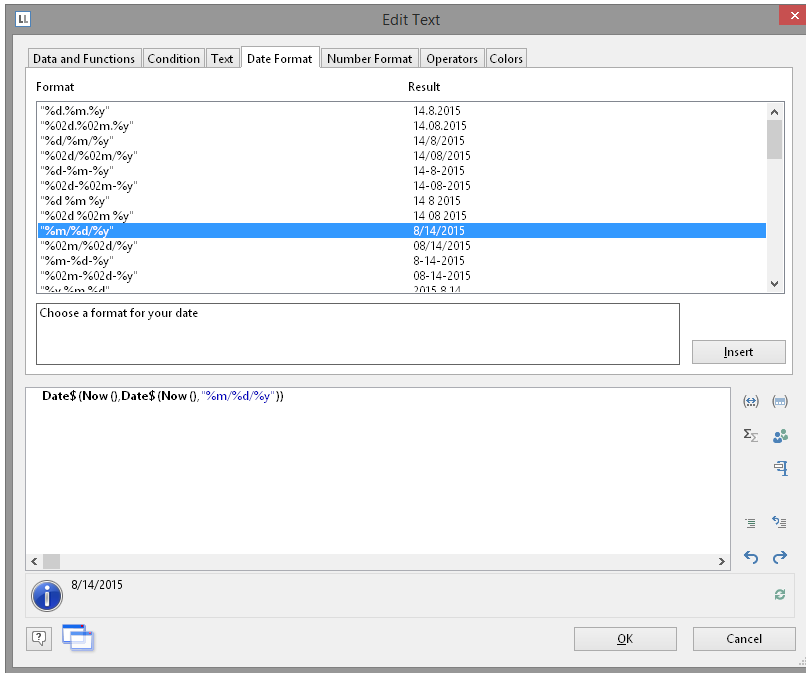 LL
Edit Text
Data and Functions Condition Text Date Format Number Format Operators Colors
Format Result
"%d.%m.%y" 14.8.2015
"%02d.%02m.%y" 14.08.2015
"%d/%m/%y" 14/8/2015
"%02d/%02m/%y" 14/08/2015
"%d-%m-%y" 14-8-2015
"%02d-%02m-%y" 14-08-2015
"%d %m %y" 14 8 2015
"%02d %02m %y" 14 08 2015
"%m/%d/%y" 8/14/2015
"%02m/%02d/%y" 08/14/2015
"%m-%d-%y" 8-14-2015
"%02m-%02d-%y" 08-14-2015
"%y.%m.%d" 2015.8.14
Choose a format for your date
Insert
Date$(Now(),Date$(Now(),"%m/%d/%y"))
8/14/2015
OK Cancel